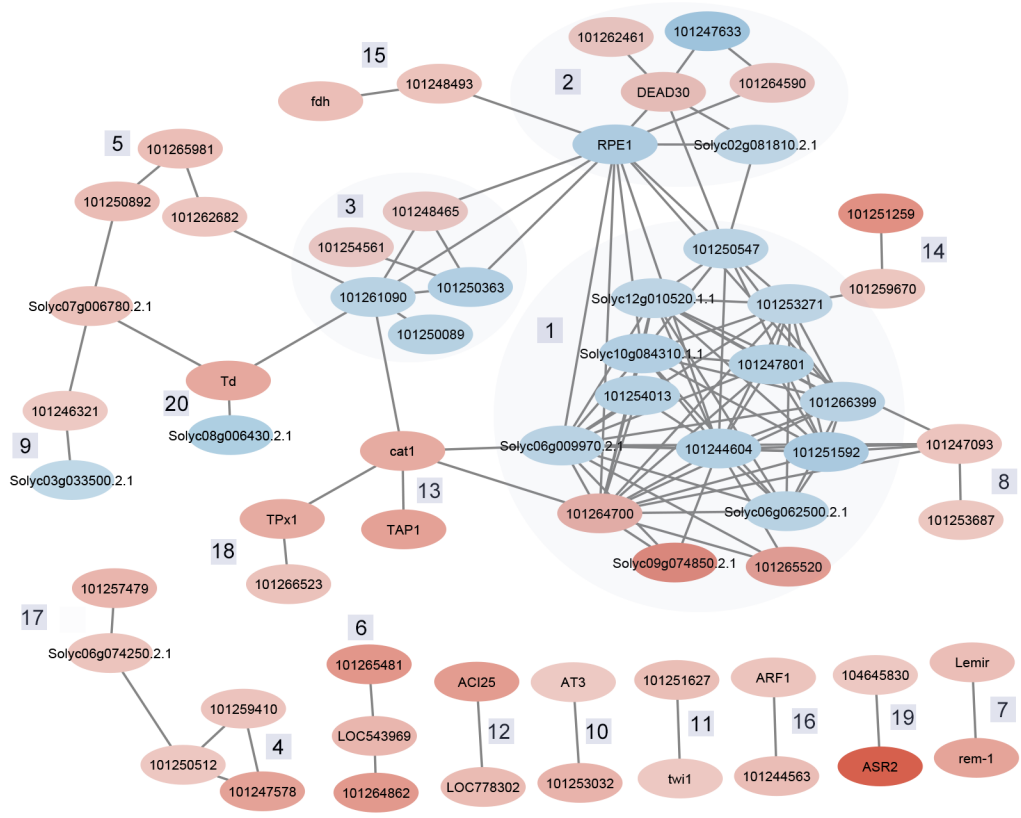 101262461
101247633
15
2
101248493
101264590
fdh
DEAD30
5
RPE1
Solyc02g081810.2.1
101265981
101250892
101262682
3
101248465
101251259
101254561
101250547
14
Solyc07g006780.2.1
101261090
101250363
101259670
Solyc12g010520.1.1
101253271
101250089
1
Solyc10g084310.1.1
101247801
Td
101254013
101266399
101246321
20
9
Solyc08g006430.2.1
cat1
Solyc06g009970.2.1
101244604
101251592
101247093
Solyc03g033500.2.1
13
8
TPx1
TAP1
101264700
Solyc06g062500.2.1
101253687
18
101266523
Solyc09g074850.2.1
101265520
101257479
17
6
Solyc06g074250.2.1
101265481
ACI25
AT3
101251627
ARF1
104645830
Lemir
101259410
4
LOC543969
12
10
11
16
19
7
101250512
101247578
101264862
LOC778302
101253032
twi1
101244563
ASR2
rem-1